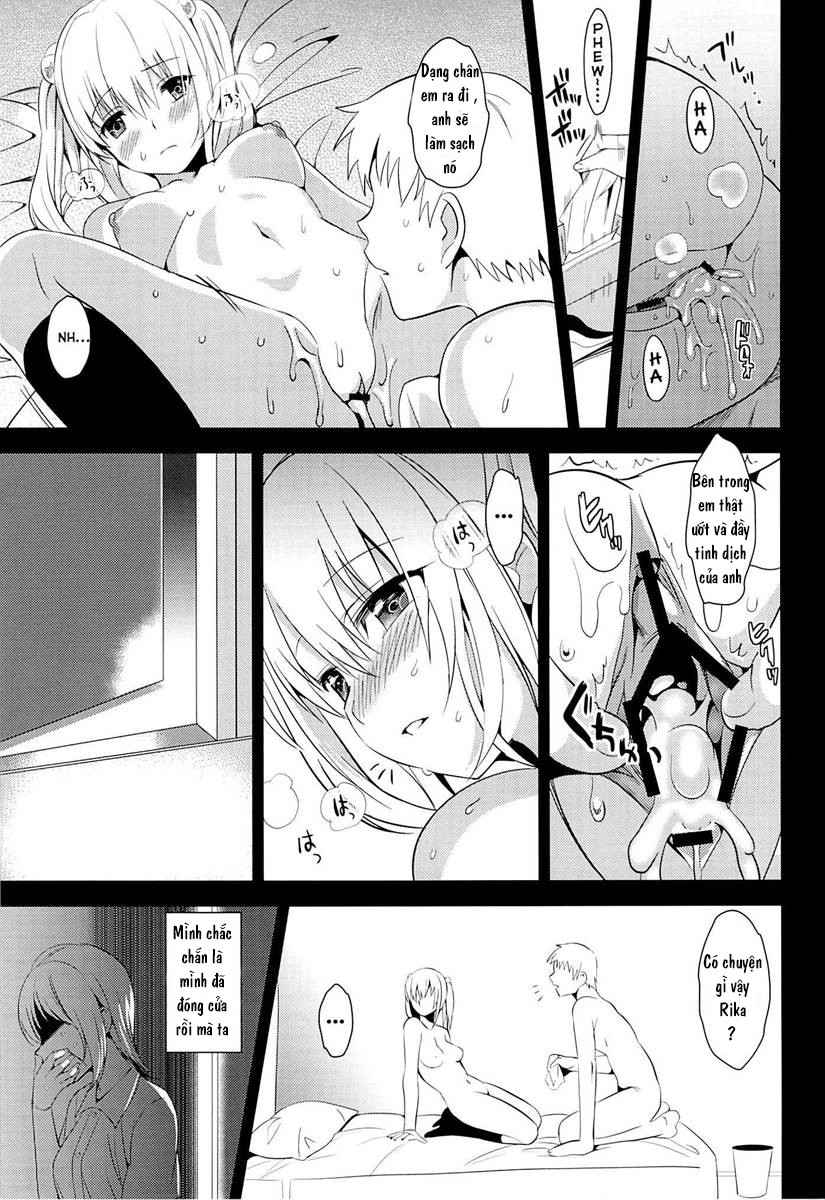 HA
HA
PHEW~...
Dạng chân
em ra đi ,
anh sẽ
làm sạch
nó
NH...
Bên trong
em thật
ướt và đầy
tinh dịch
của anh
...
はっ
はっ
はっ
Có chuyện
gì vậy
Rika
?
...
Mình chắc
chắn là
mình đã
đóng cửa
rồi mà ta